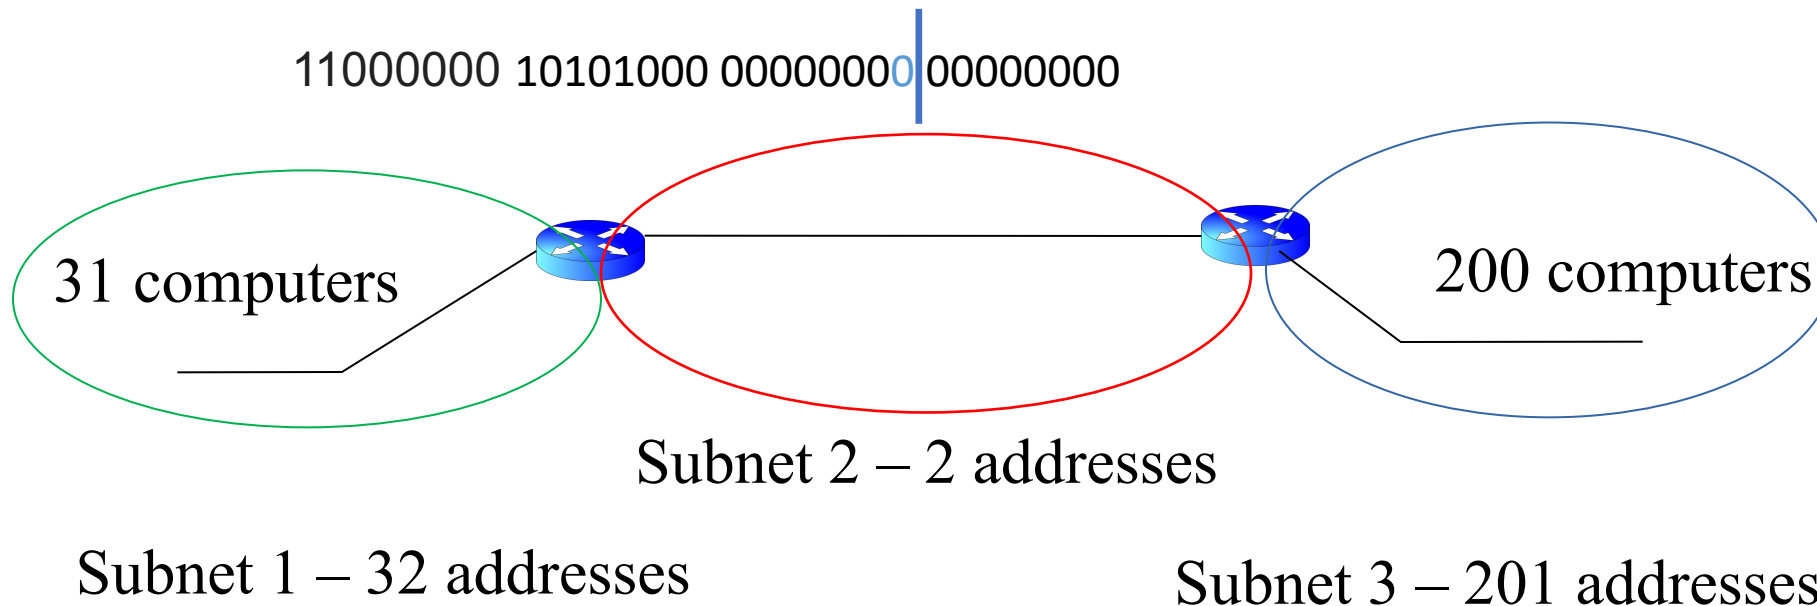 11000000 10101000 00000000 00000000
31 computers
200 computers
Subnet 2 – 2 addresses
Subnet 1 – 32 addresses
Subnet 3 – 201 addresses